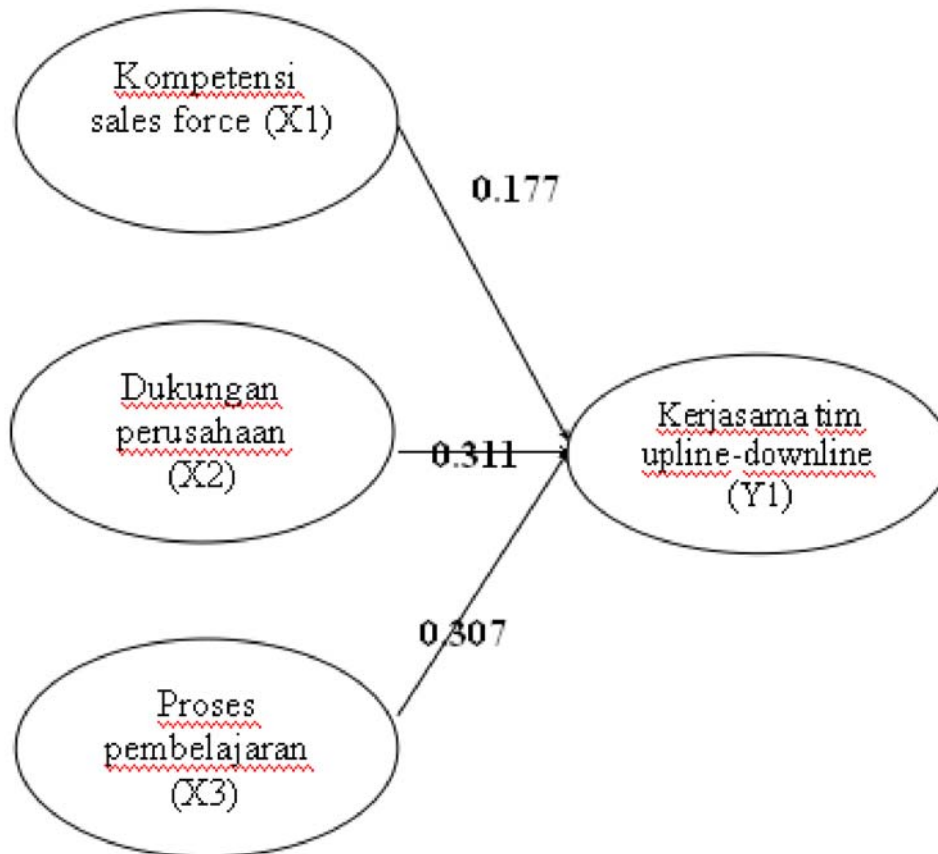 Kompetensi
sales force (X1)
0.177
Dukungan
perusahaan
(X2)
0.311
Kerjasama tim
upline-downline
(Y1)
0.307
Proses
pembelajaran
(X3)